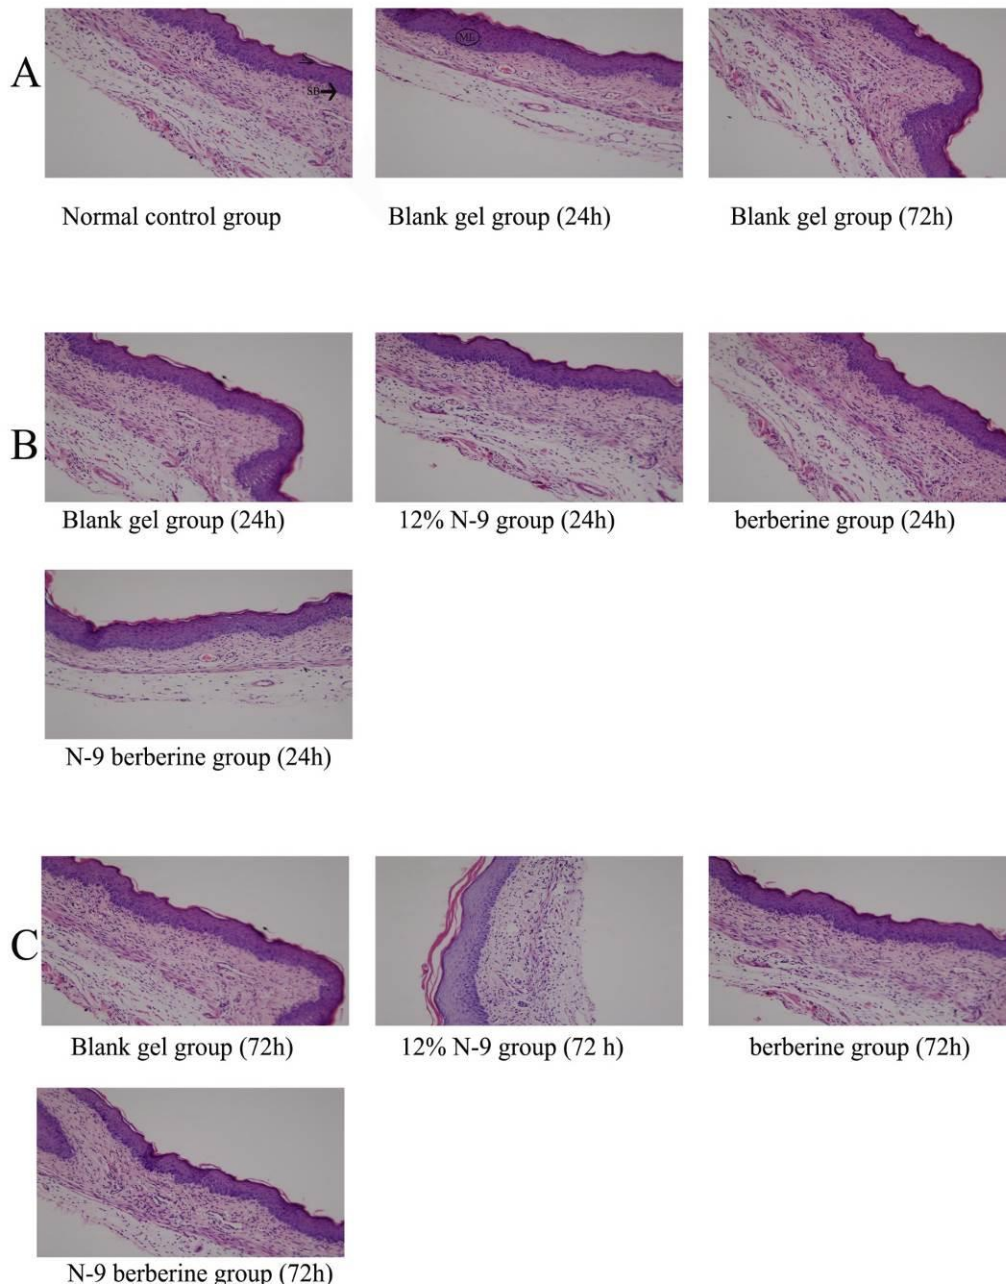 A
SB
ML
Normal control group
Blank gel group (24h)
Blank gel group (72h)
B
Blank gel group (24h)
12% N-9 group (24h)
berberine group (24h)
N-9 berberine group (24h)
C
Blank gel group (72h)
12% N-9 group (72 h)
berberine group (72h)
N-9 berberine group (72h)